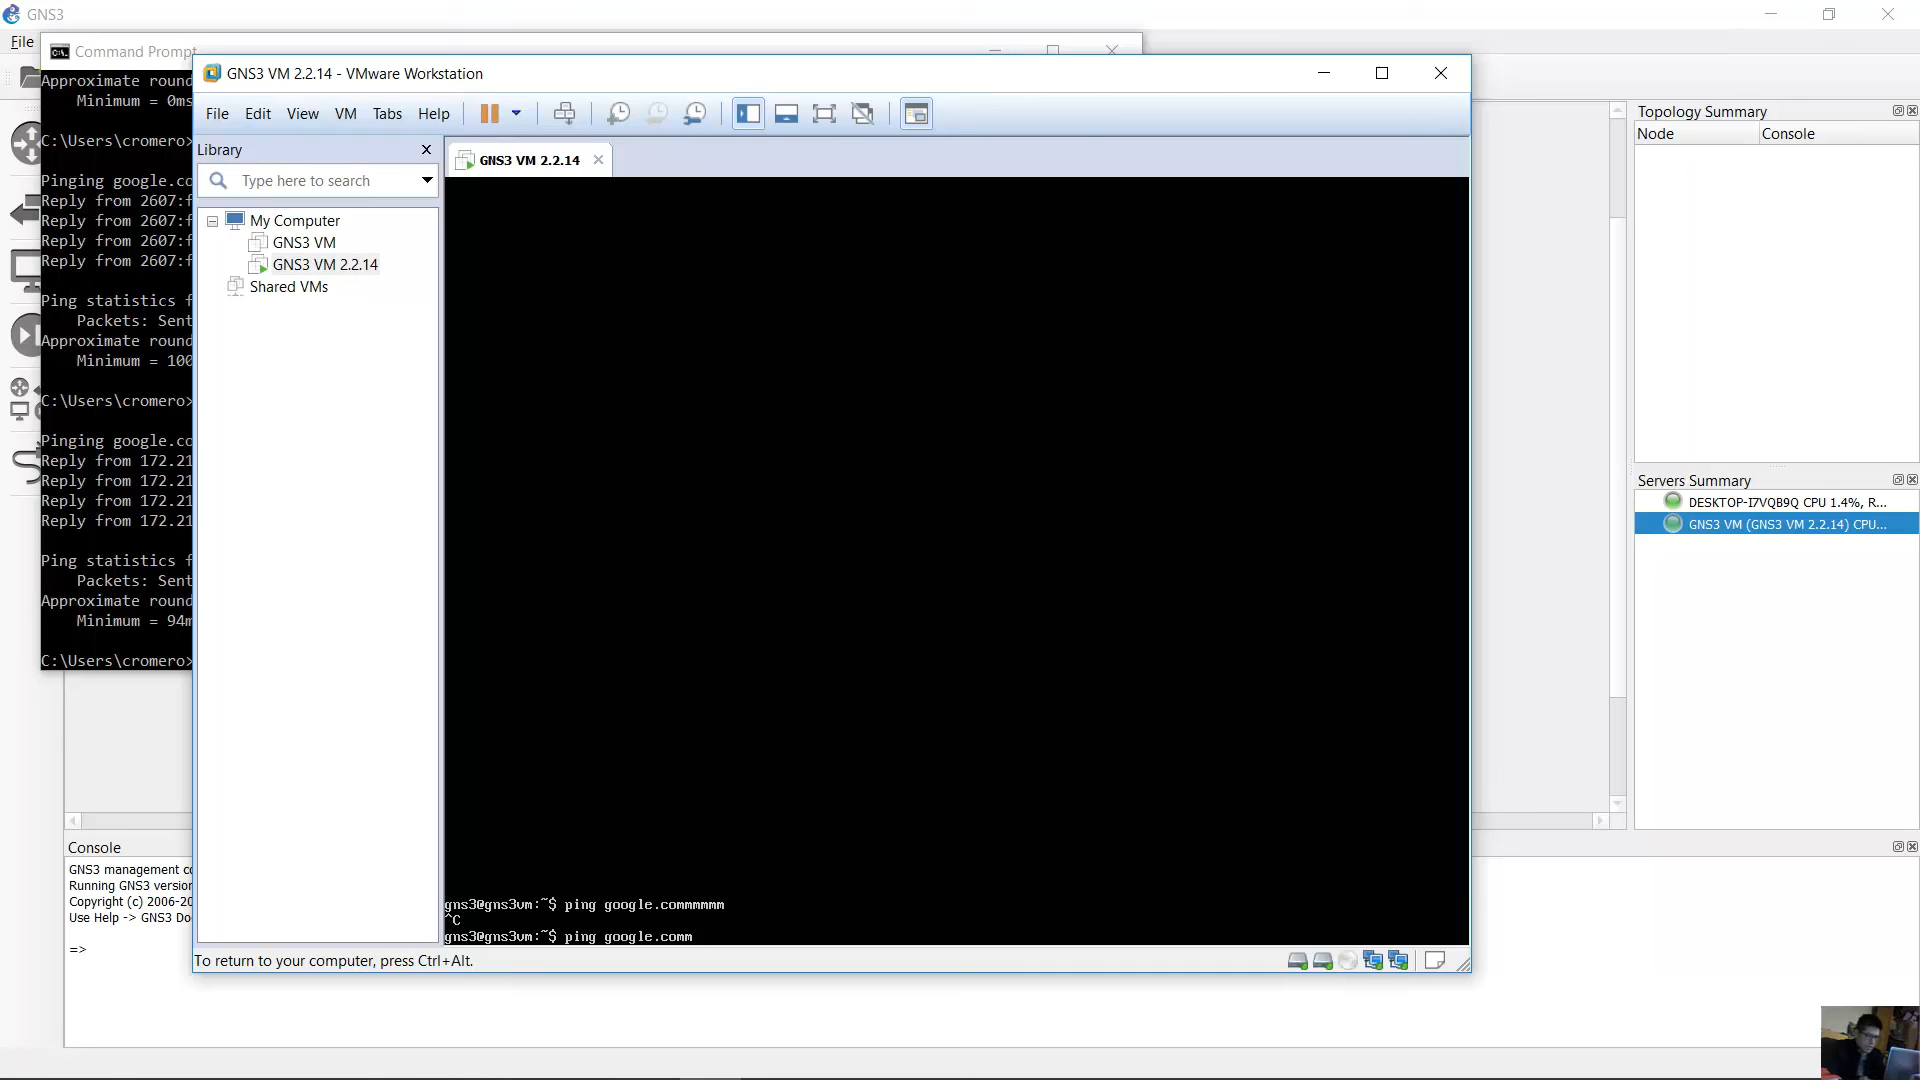 GNS3
File
Command Prompt
Approximate round
Minimum = 0ms
C:\Users\cromero>
Pinging google.co
Reply from 2607:f
Reply from 2607:f
Reply from 2607:f
Reply from 2607:f
Ping statistics f
Packets: Sent
Approximate round
Minimum = 100
C:\Users\cromero>
Pinging google.co
Reply from 172.21
Reply from 172.21
Reply from 172.21
Reply from 172.21
Ping statistics f
Packets: Sent
Approximate round
Minimum = 94m
C:\Users\cromero>
GNS3 VM 2.2.14 - VMware Workstation
File Edit View VM Tabs Help
Library
Type here to search
My Computer
GNS3 VM
GNS3 VM 2.2.14
Shared VMs
GNS3 VM 2.2.14
gns3@gns3vm:~$ ping google.commmmmm
^C
gns3@gns3vm:~$ ping google.comm
To return to your computer, press Ctrl+Alt.
Topology Summary
Node Console
Servers Summary
DESKTOP-I7VQB9Q CPU 1.4%, R...
GNS3 VM (GNS3 VM 2.2.14) CPU...
Console
GNS3 management co
Running GNS3 version
Copyright (c) 2006-20
Use Help -> GNS3 Do
=>